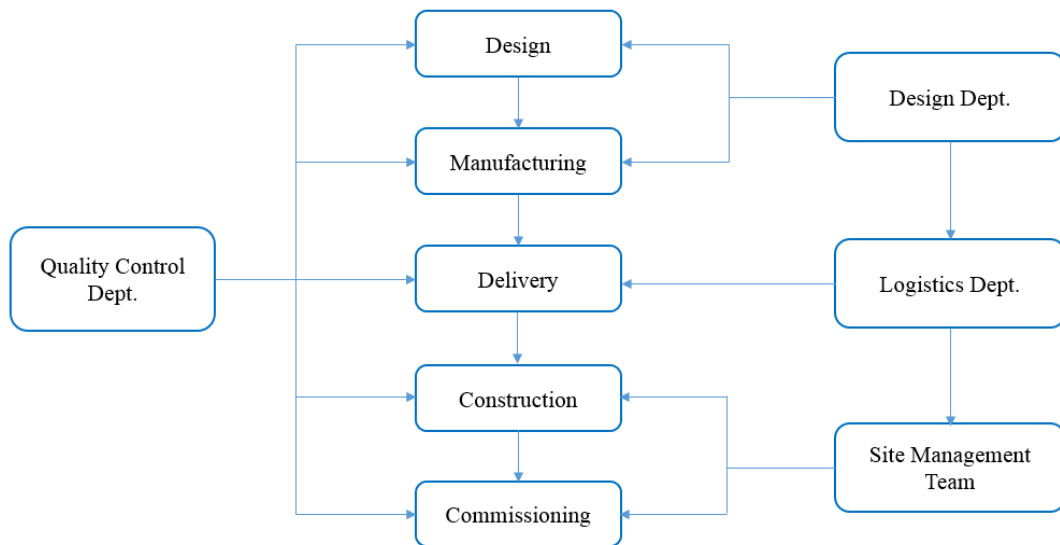 Design
Design Dept.
Manufacturing
Quality Control
Dept.
Delivery
Logistics Dept.
Construction
Site Management
Team
Commissioning